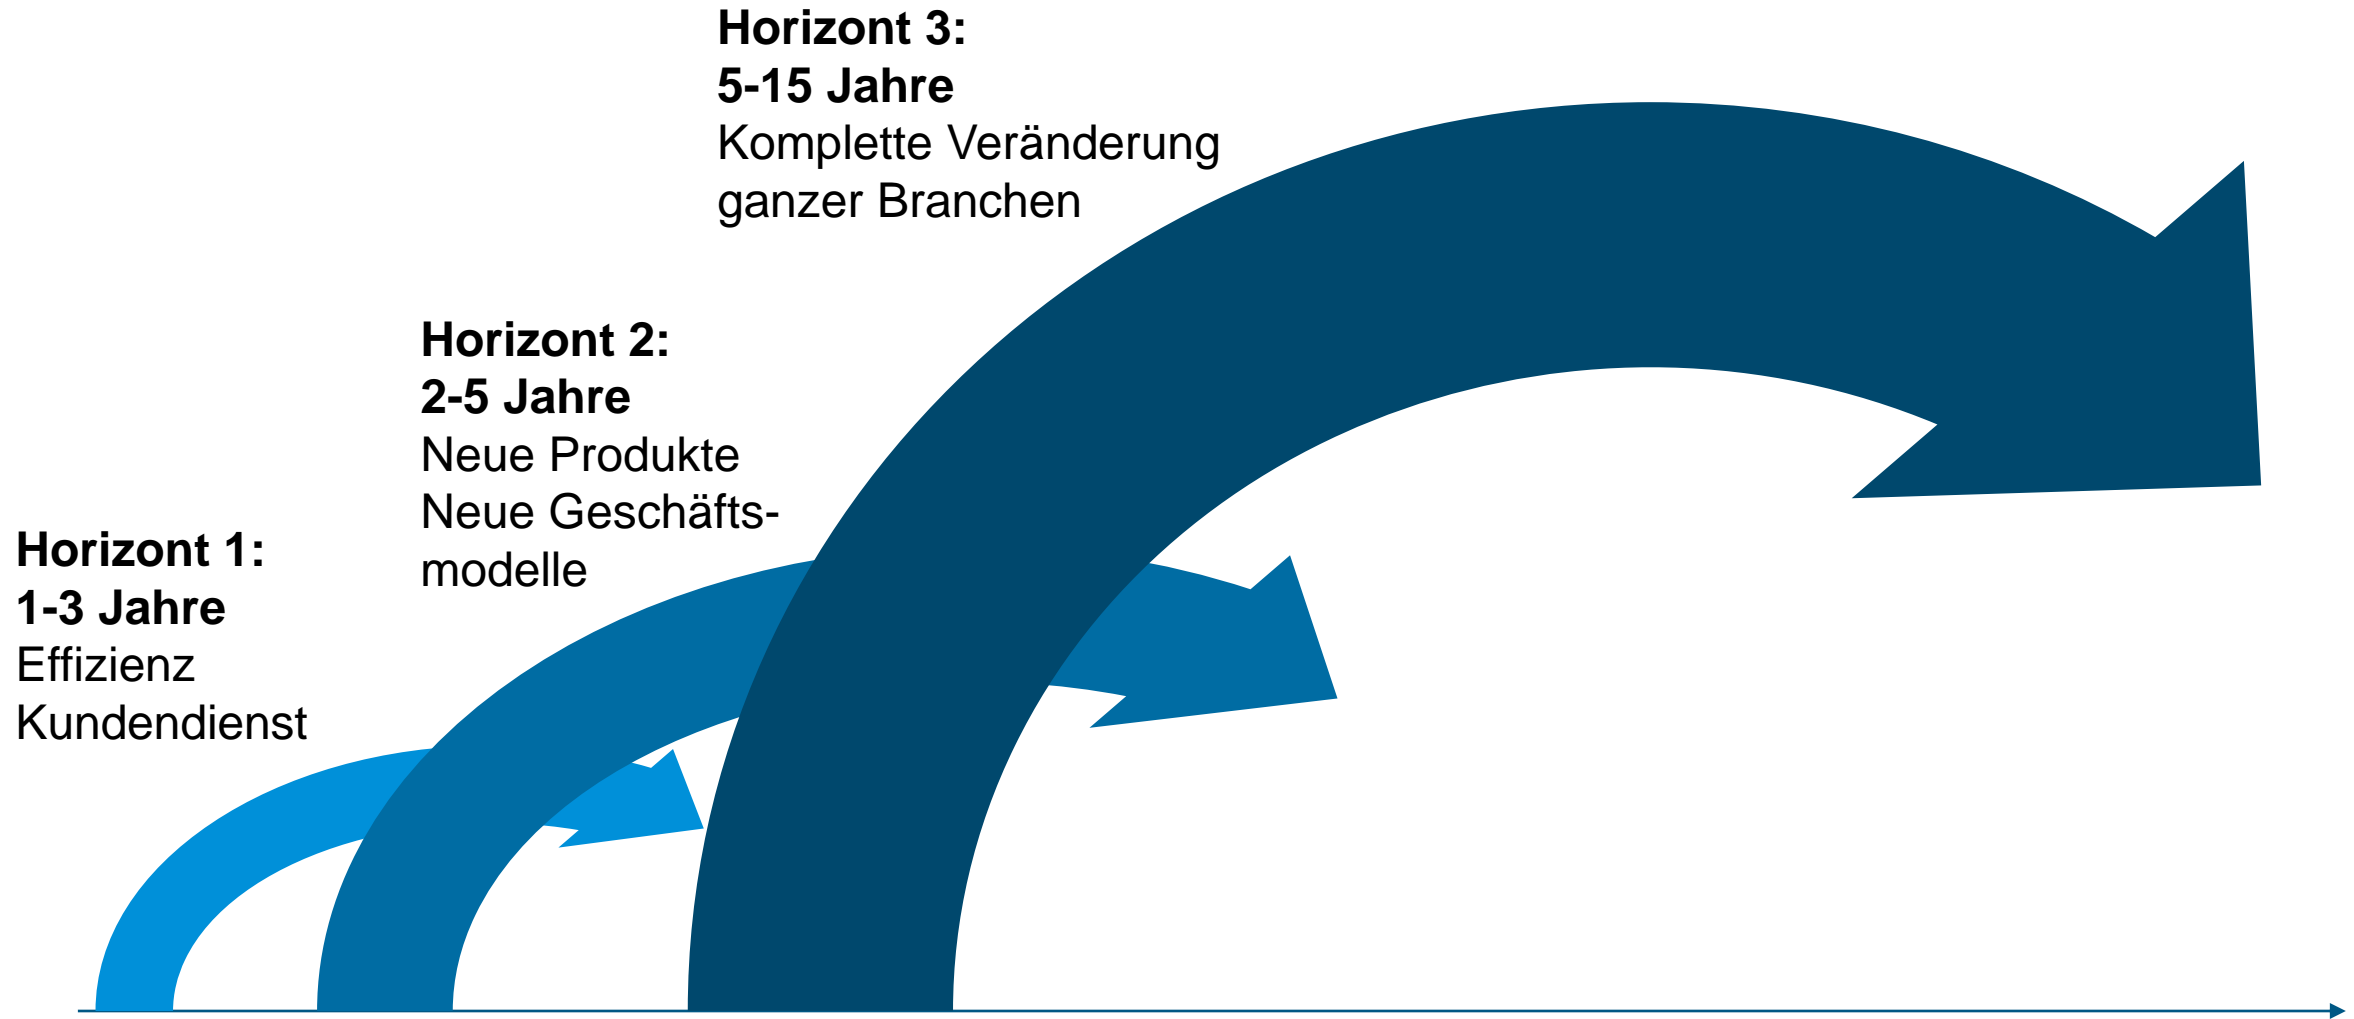 Horizont 3:
5-15 Jahre
Komplette Veränderung
ganzer Branchen
Horizont 2:
2-5 Jahre
Neue Produkte
Neue Geschäfts-
modelle
Horizont 1:
1-3 Jahre
Effizienz
Kundendienst